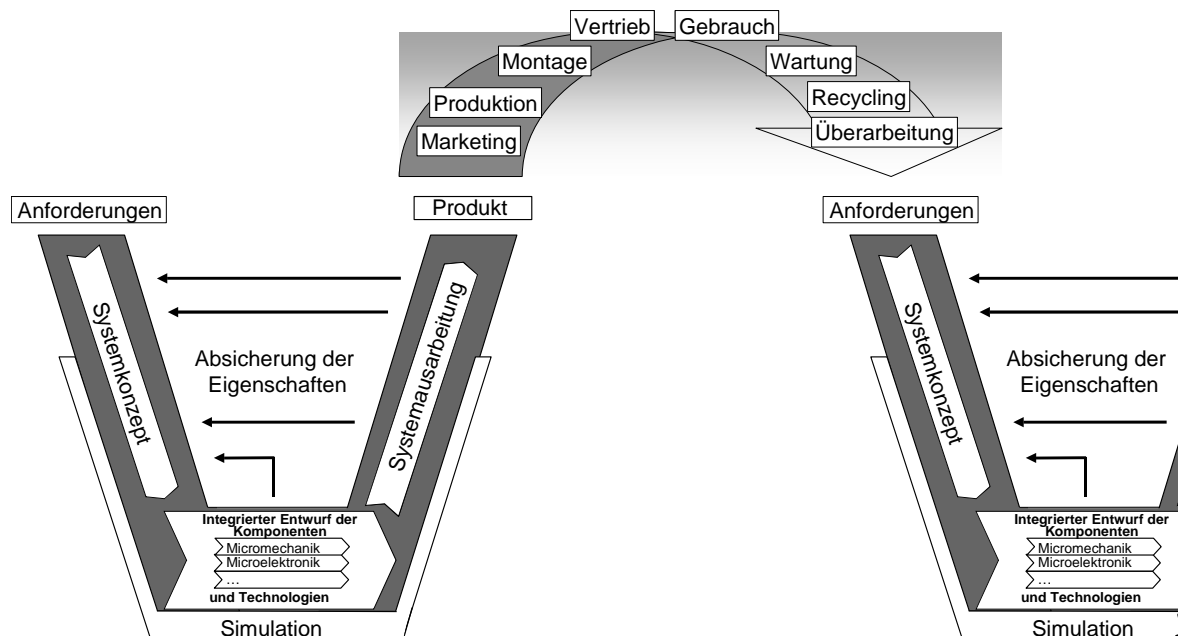 Vertrieb
Gebrauch
Montage
Wartung
Produktion
Recycling
Marketing
Überarbeitung
Anforderungen
Produkt
Systemkonzept
Absicherung der
Eigenschaften
Systemausarbeitung
Integrierter Entwurf der
Komponenten
Micromechanik
Microelektronik
...
und Technologien
Simulation
Anforderungen
Systemkonzept
Absicherung der
Eigenschaften
Integrierter Entwurf der
Komponenten
Micromechanik
Microelektronik
...
und Technologien
Simulation